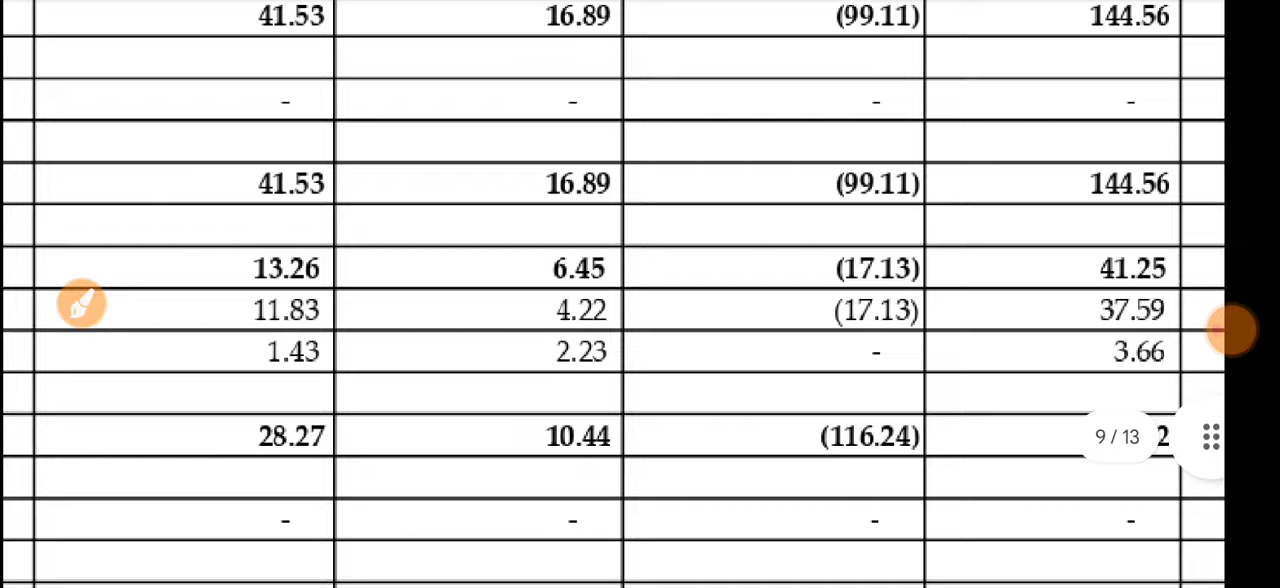 41.53 16.89 (99.11) 144.56
- - - -
41.53 16.89 (99.11) 144.56
13.26 6.45 (17.13) 41.25
11.83 4.22 (17.13) 37.59
1.43 2.23 - 3.66
28.27 10.44 (116.24) 2
9 / 13
- - - -